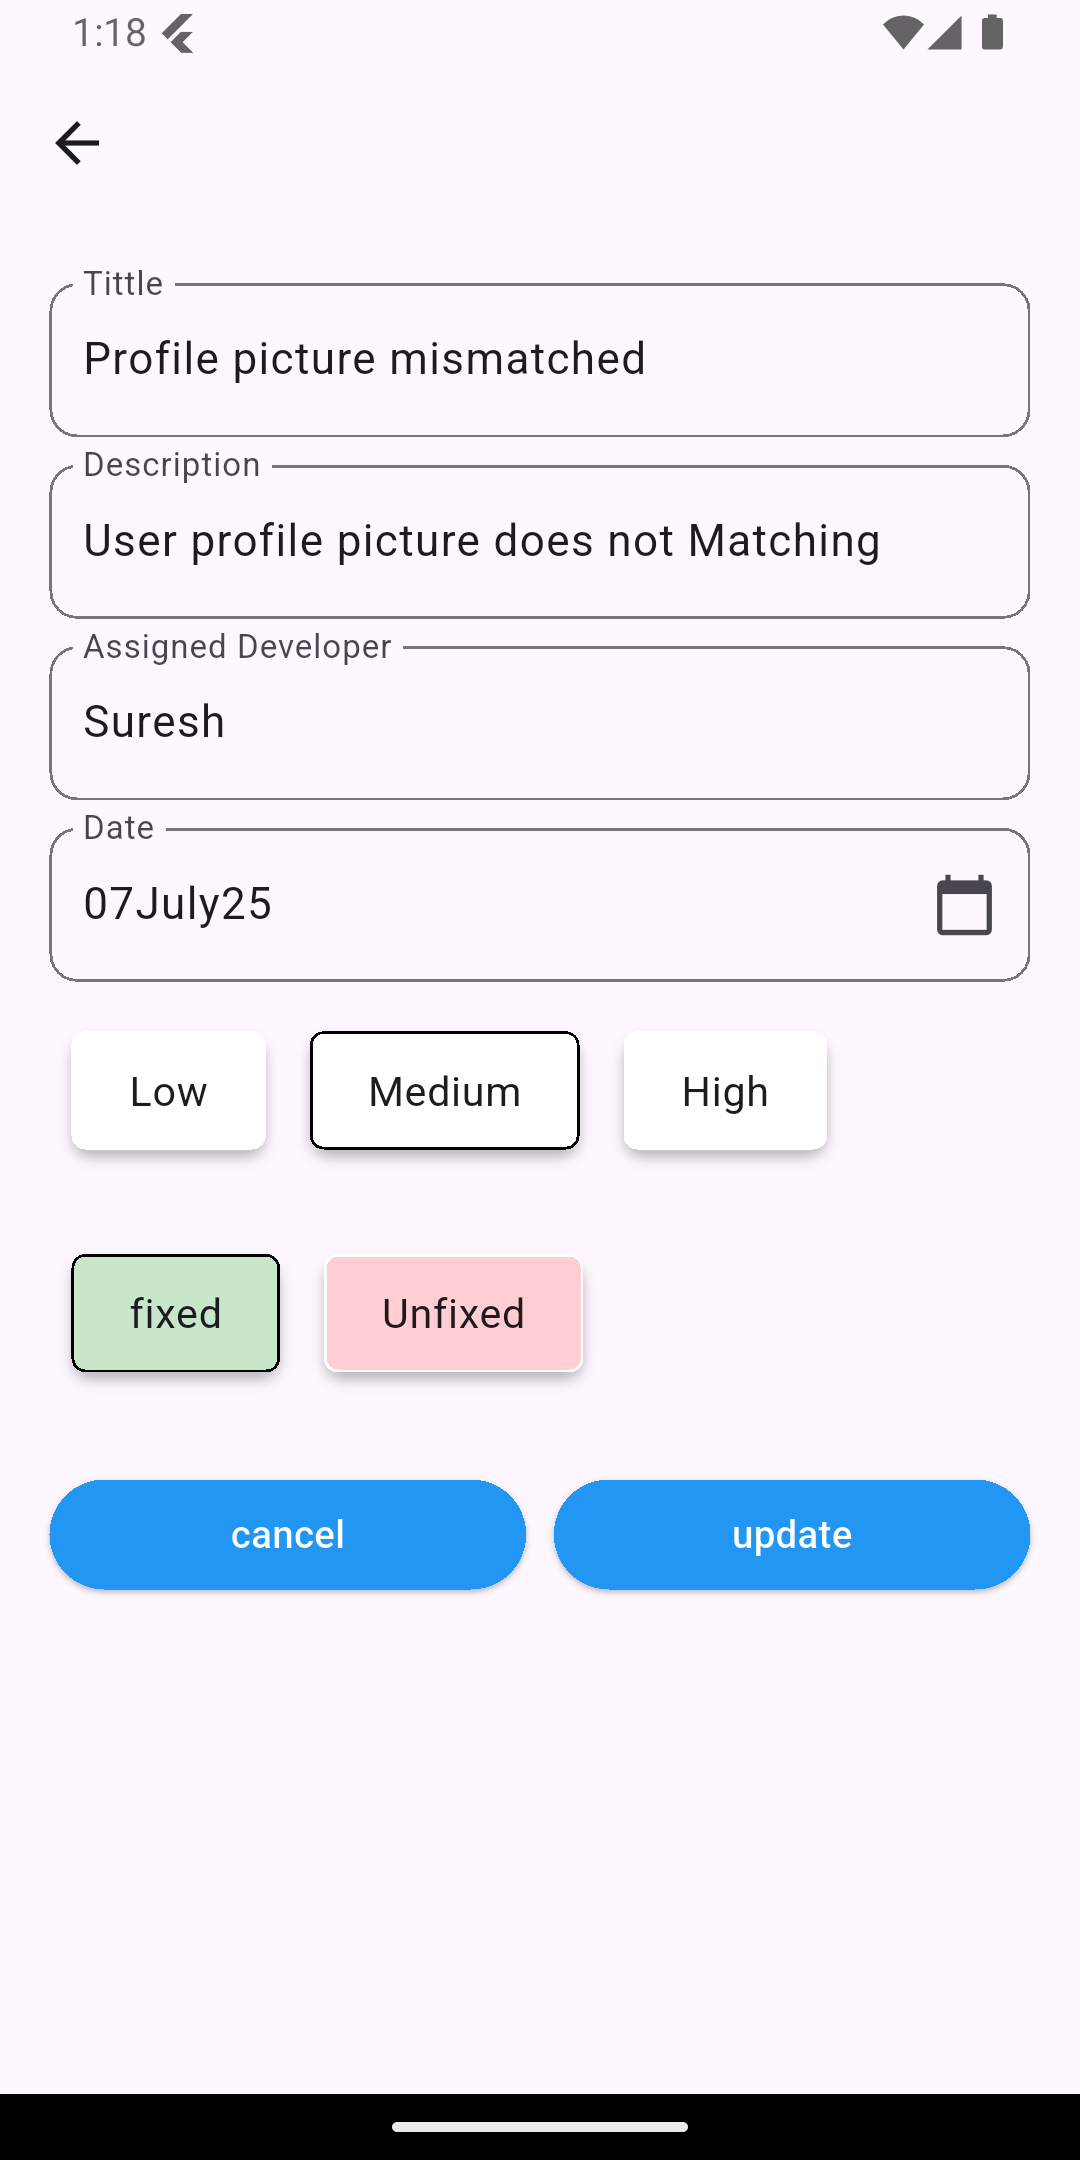 1:18
Tittle
Profile picture mismatched
Description
User profile picture does not Matching
Assigned Developer
Suresh
Date
07July25
Low Medium High
fixed Unfixed
cancel update